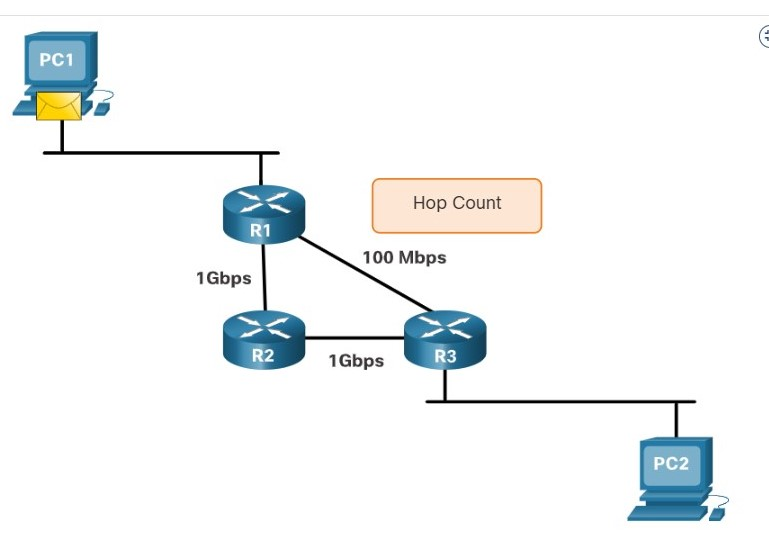 PC1
Hop Count
R1
100 Mbps
1Gbps
R2
R3
1Gbps
PC2